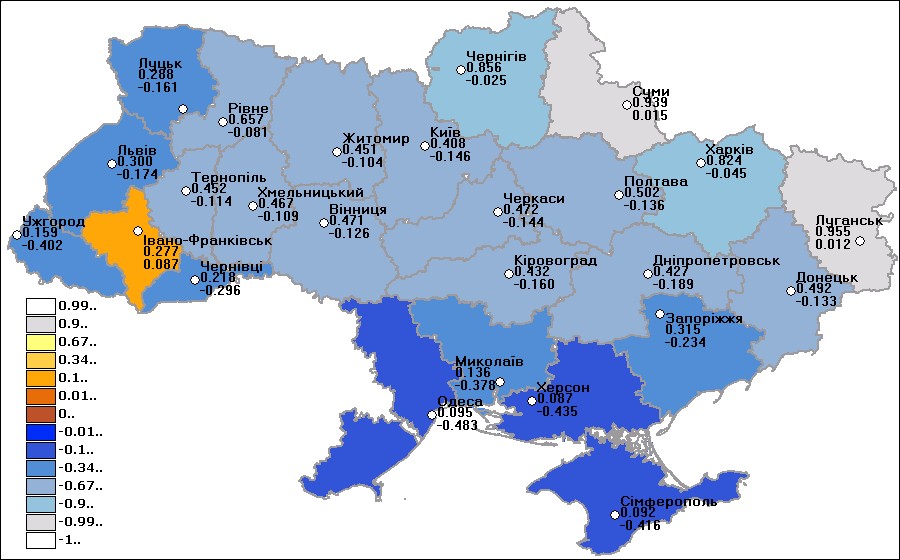 Чернігів
0.856
-0.025
Луцьк
0.288
-0.161
Суми
0.939
0.015
Рівне
0.657
-0.081
Житомир
0.451
-0.104
Київ
0.408
-0.146
Харків
0.824
-0.045
Львів
0.300
-0.174
Тернопіль
0.452
-0.114
Хмельницький
0.467
-0.109
Полтава
0.502
-0.136
Черкаси
0.472
-0.144
Вінниця
0.471
-0.126
Ужгород
0.159
-0.402
Луганськ
0.955
0.012
Івано-Франківськ
0.277
0.087
Чернівці
0.218
-0.296
Кіровоград
0.432
-0.160
Дніпропетровськ
0.427
-0.189
Донецьк
0.492
-0.133
Запоріжжя
0.315
-0.234
Миколаїв
0.136
-0.378
Херсон
0.087
-0.435
Одеса
0.095
-0.483
Сімферополь
0.092
-0.416
0.99..
0.9..
0.67..
0.34..
0.1..
0.01..
0..
-0.01..
-0.1..
-0.34..
-0.67..
-0.9..
-0.99..
-1..